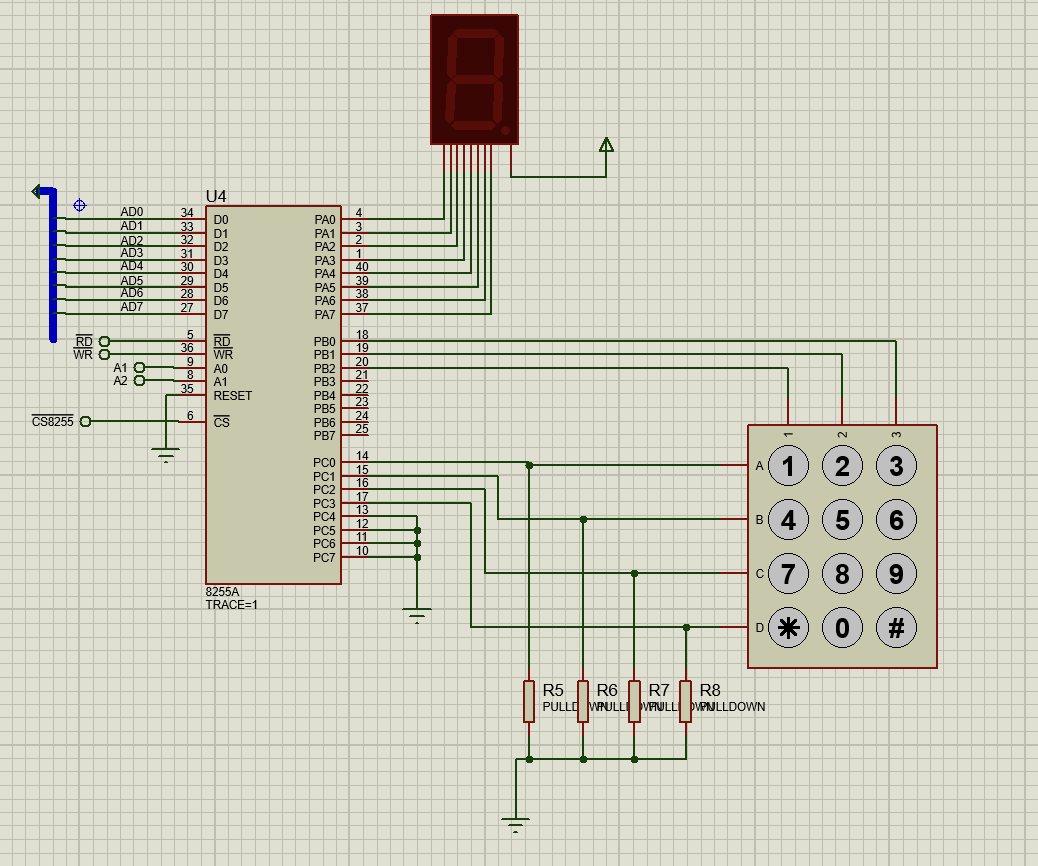 U4
AD0 34 D0 PA0 4
AD1 33 D1 PA1 3
AD2 32 D2 PA2 2
AD3 31 D3 PA3 1
AD4 30 D4 PA4 40
AD5 29 D5 PA5 39
AD6 28 D6 PA6 38
AD7 27 D7 PA7 37
RD 5 RD PB0 18
WR 36 WR PB1 19
A1 9 A0 PB2 20
A2 8 A1 PB3 21
35 RESET PB4 22
PB5 23
CS8255 6 CS PB6 24
PB7 25
1 2 3
PC0 14 A 1 2 3
PC1 15
PC2 16
PC3 17
PC4 13 B 4 5 6
PC5 12
PC6 11
PC7 10
C 7 8 9
8255A
TRACE=1
D * 0 #
R5 R6 R7 R8
PULLDOWN PULLDOWN PULLDOWN PULLDOWN